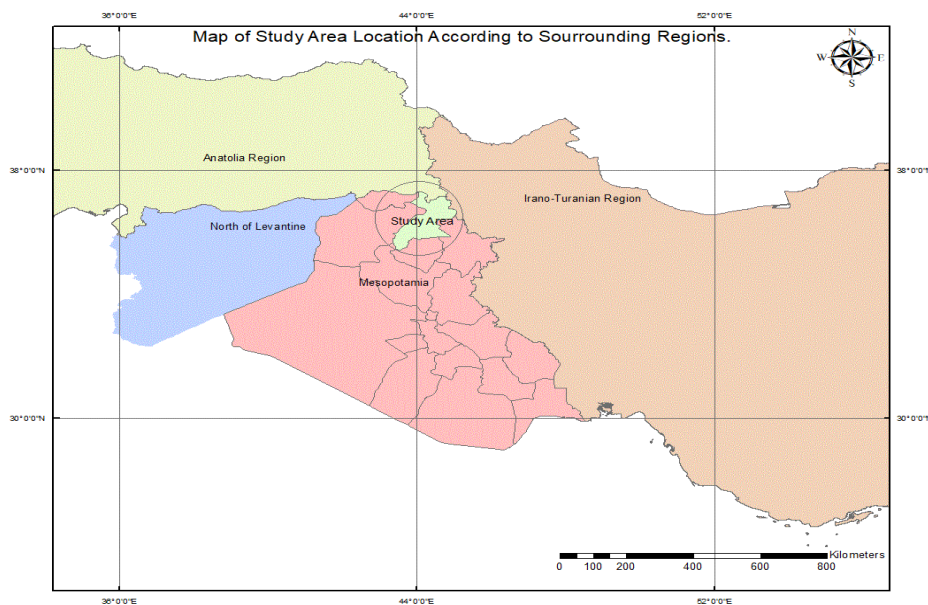 36°0'0"E 44°0'0"E 52°0'0"E
Map of Study Area Location According to Sourrounding Regions.
N
W E
S
Anatolia Region
38°0'0"N 38°0'0"N
Irano-Turanian Region
Study Area
North of Levantine
Mesopotamia
30°0'0"N 30°0'0"N
Kilometers
0 100 200 400 600 800
36°0'0"E 44°0'0"E 52°0'0"E